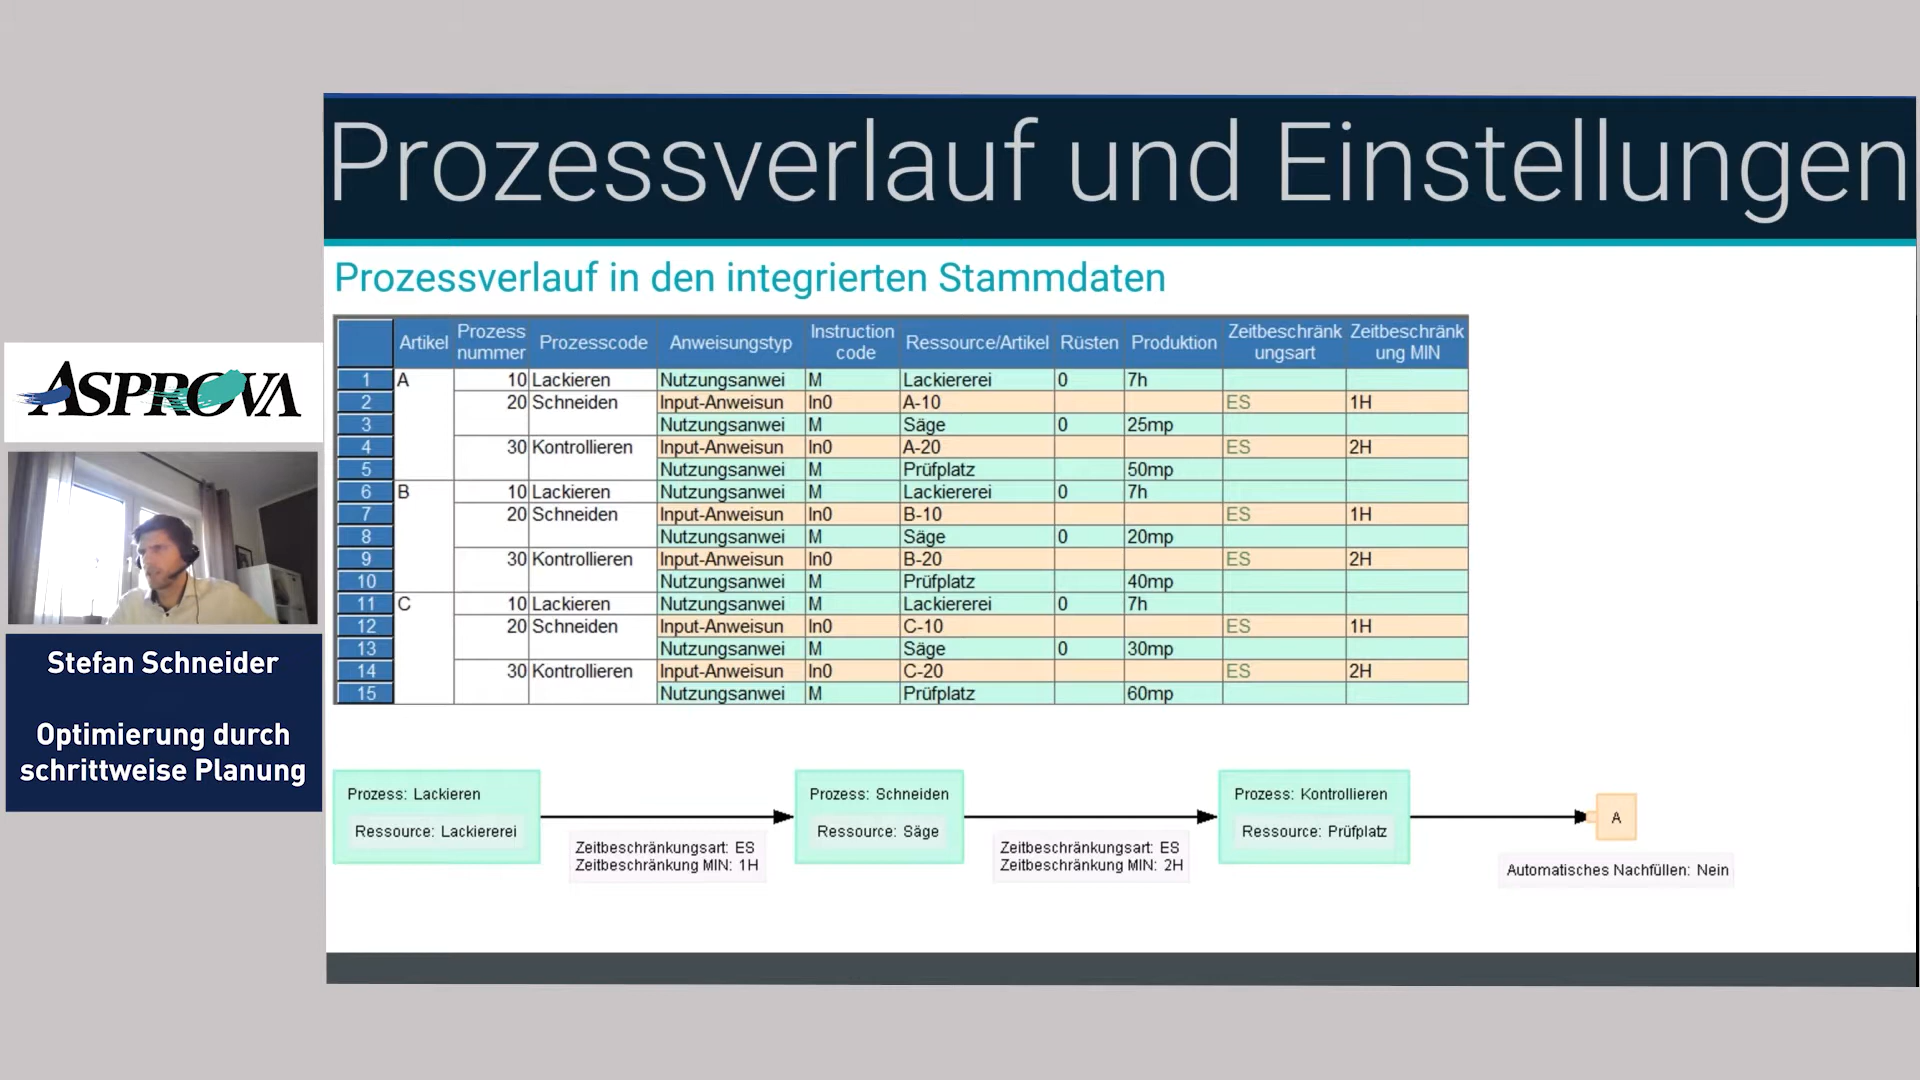 Prozessverlauf und Einstellungen
Prozessverlauf in den integrierten Stammdaten
Artikel Prozess nummer Prozesscode Anweisungstyp Instruction code Ressource/Artikel Rüsten Produktion Zeitbeschränk ungsart Zeitbeschränk ung MIN
1 A 10 Lackieren Nutzungsanwei M Lackiererei 0 7h
2 20 Schneiden Input-Anweisun In0 A-10 ES 1H
3 Nutzungsanwei M Säge 0 25mp
4 30 Kontrollieren Input-Anweisun In0 A-20 ES 2H
5 Nutzungsanwei M Prüfplatz 50mp
6 B 10 Lackieren Nutzungsanwei M Lackiererei 0 7h
7 20 Schneiden Input-Anweisun In0 B-10 ES 1H
8 Nutzungsanwei M Säge 0 20mp
9 30 Kontrollieren Input-Anweisun In0 B-20 ES 2H
10 Nutzungsanwei M Prüfplatz 40mp
11 C 10 Lackieren Nutzungsanwei M Lackiererei 0 7h
12 20 Schneiden Input-Anweisun In0 C-10 ES 1H
13 Nutzungsanwei M Säge 0 30mp
14 30 Kontrollieren Input-Anweisun In0 C-20 ES 2H
15 Nutzungsanwei M Prüfplatz 60mp
ASPROVA
Stefan Schneider
Optimierung durch
schrittweise Planung
Prozess: Lackieren
Ressource: Lackiererei
Zeitbeschränkungsart: ES
Zeitbeschränkung MIN: 1H
Prozess: Schneiden
Ressource: Säge
Zeitbeschränkungsart: ES
Zeitbeschränkung MIN: 2H
Prozess: Kontrollieren
Ressource: Prüfplatz
A
Automatisches Nachfüllen: Nein